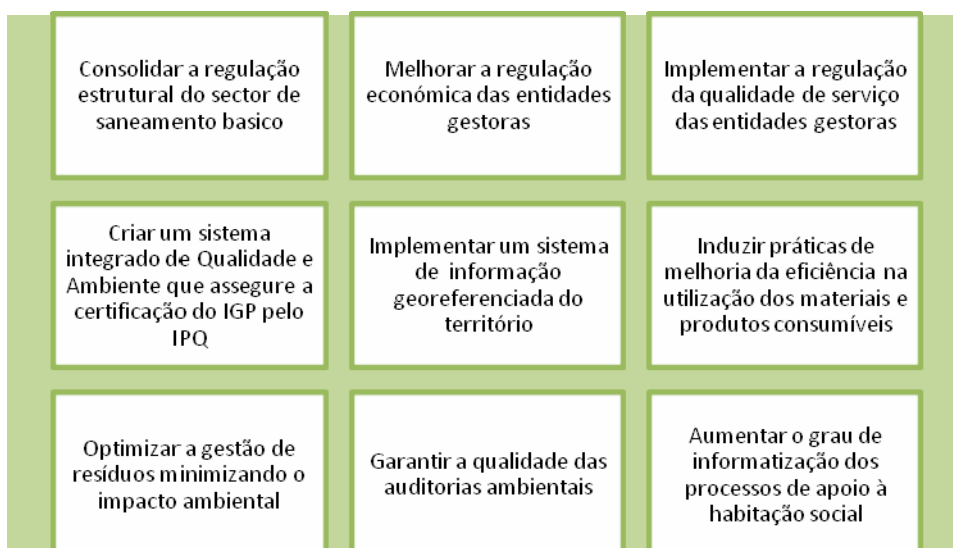 Consolidar a regulação
estrutural do sector de
saneamento basico
Melhorar a regulação
económica das entidades
gestoras
Implementar a regulação
da qualidade de serviço
das entidades gestoras
Criar um sistema
integrado de Qualidade e
Ambiente que assegure a
certificação do IGP pelo
IPQ
Implementar um sistema
de informação
georeferenciada do
território
Induzir práticas de
melhoria da eficiência na
utilização dos materiais e
produtos consumíveis
Optimizar a gestão de
resíduos minimizando o
impacto ambiental
Garantir a qualidade das
auditorias ambientais
Aumentar o grau de
informatização dos
processos de apoio à
habitação social